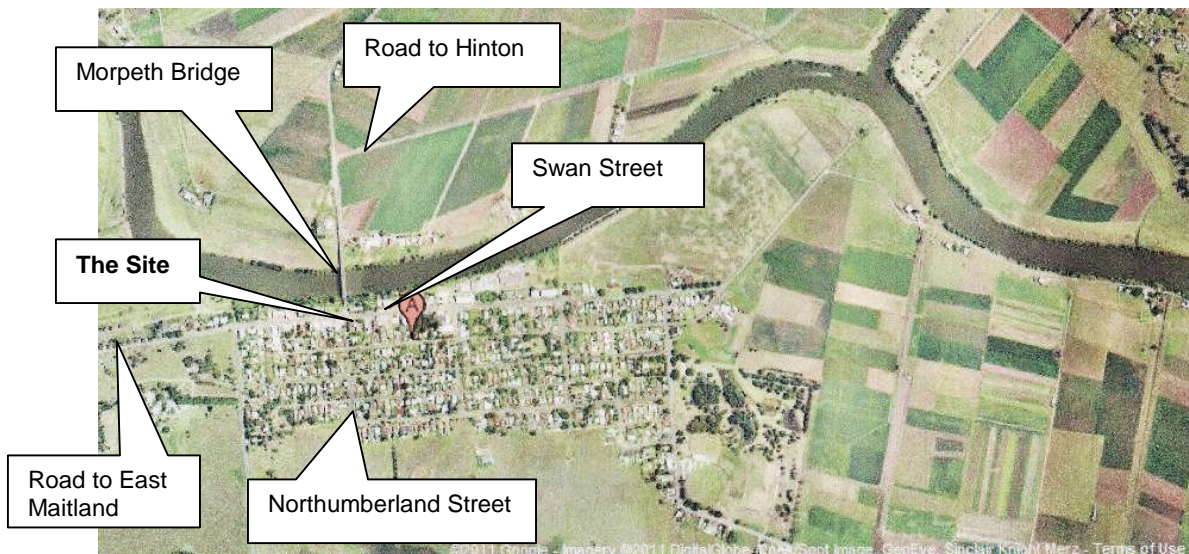 Road to Hinton
Morpeth Bridge
Swan Street
The Site
A
Road to East
Maitland
Northumberland Street
©2011 Google - Imagery ©2011 DigitalGlobe, GeoEye, Sinclair Knight Merz - Terms of Use